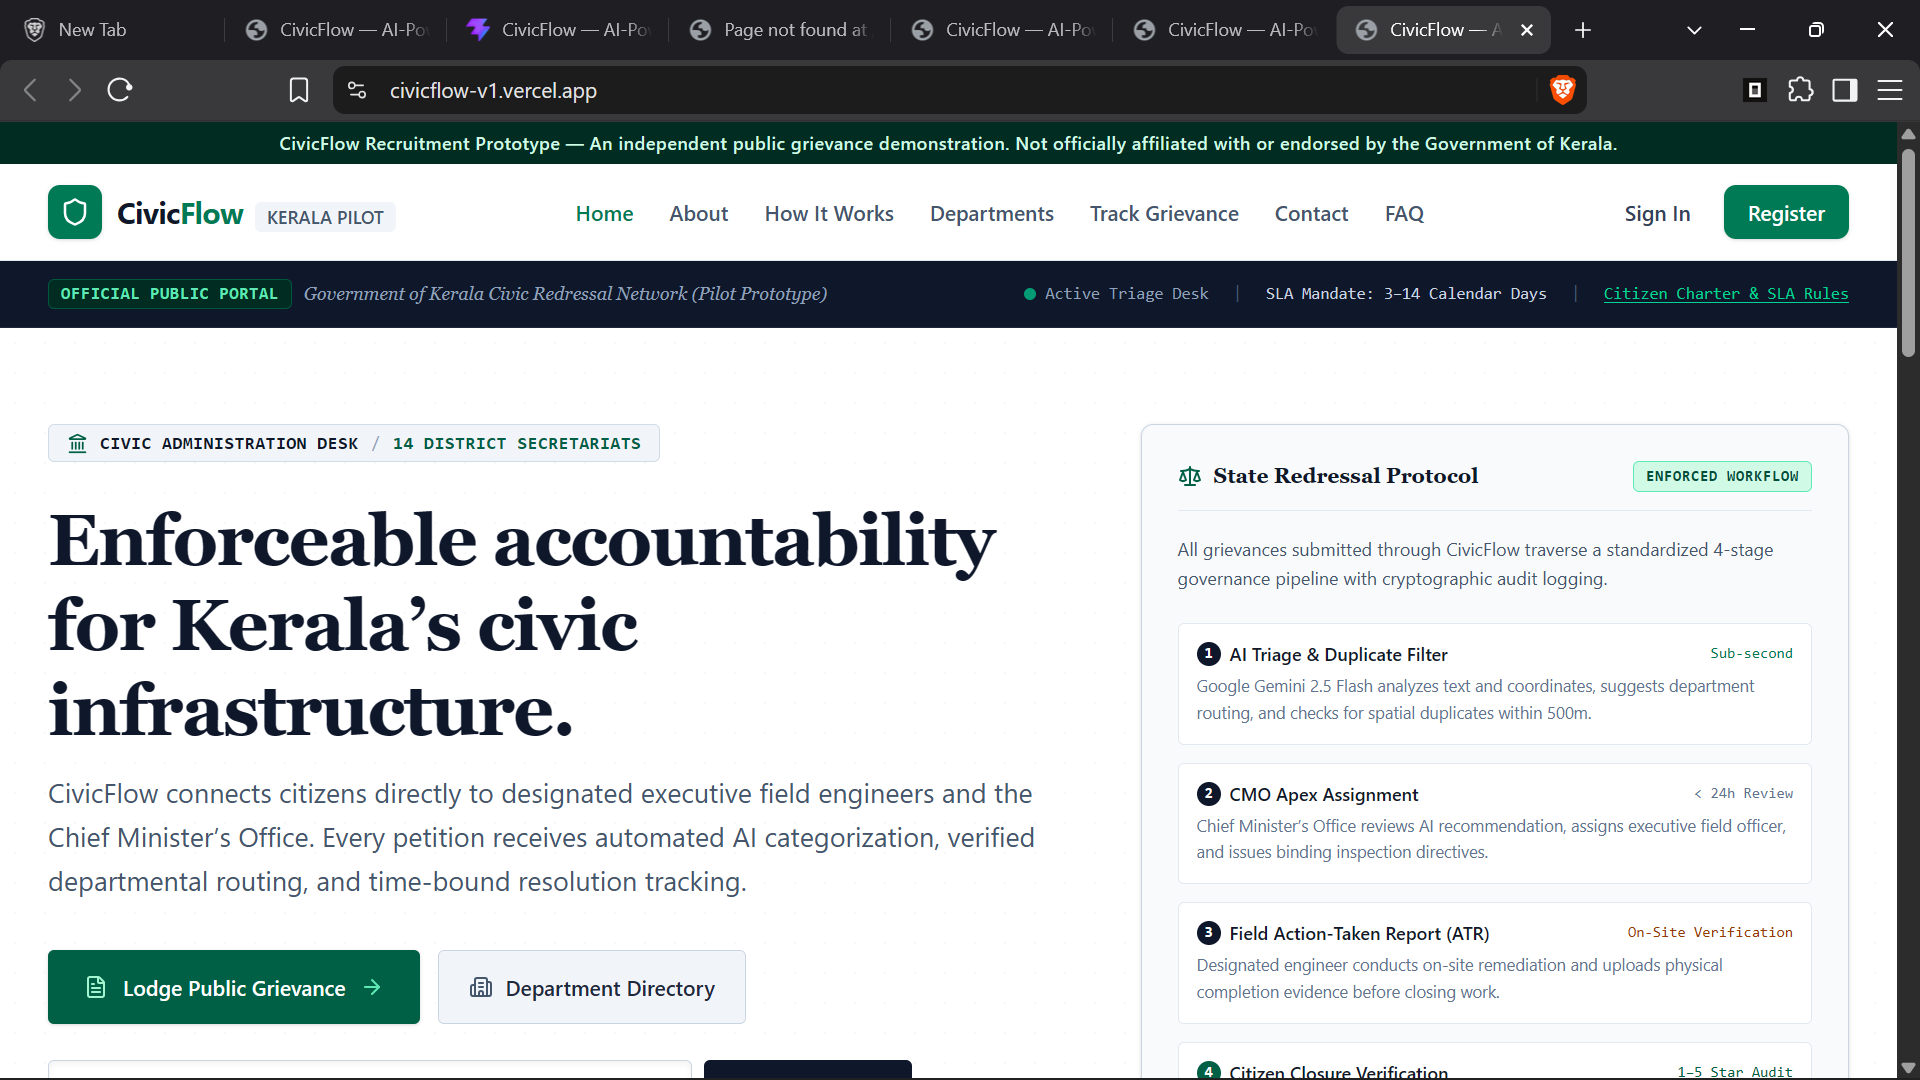 New Tab
CivicFlow — AI-Po
CivicFlow — AI-Po
Page not found at
CivicFlow — AI-Po
CivicFlow — AI-Po
CivicFlow — A
civicflow-v1.vercel.app
CivicFlow Recruitment Prototype — An independent public grievance demonstration. Not officially affiliated with or endorsed by the Government of Kerala.
CivicFlow KERALA PILOT
Home About How It Works Departments Track Grievance Contact FAQ
Sign In Register
OFFICIAL PUBLIC PORTAL Government of Kerala Civic Redressal Network (Pilot Prototype)
Active Triage Desk | SLA Mandate: 3–14 Calendar Days | Citizen Charter & SLA Rules
CIVIC ADMINISTRATION DESK / 14 DISTRICT SECRETARIATS
Enforceable accountability
for Kerala’s civic
infrastructure.
CivicFlow connects citizens directly to designated executive field engineers and the
Chief Minister’s Office. Every petition receives automated AI categorization, verified
departmental routing, and time-bound resolution tracking.
Lodge Public Grievance →
Department Directory
State Redressal Protocol
ENFORCED WORKFLOW
All grievances submitted through CivicFlow traverse a standardized 4-stage
governance pipeline with cryptographic audit logging.
1 AI Triage & Duplicate Filter Sub-second
Google Gemini 2.5 Flash analyzes text and coordinates, suggests department
routing, and checks for spatial duplicates within 500m.
2 CMO Apex Assignment < 24h Review
Chief Minister’s Office reviews AI recommendation, assigns executive field officer,
and issues binding inspection directives.
3 Field Action-Taken Report (ATR) On-Site Verification
Designated engineer conducts on-site remediation and uploads physical
completion evidence before closing work.
4 Citizen Closure Verification 1–5 Star Audit